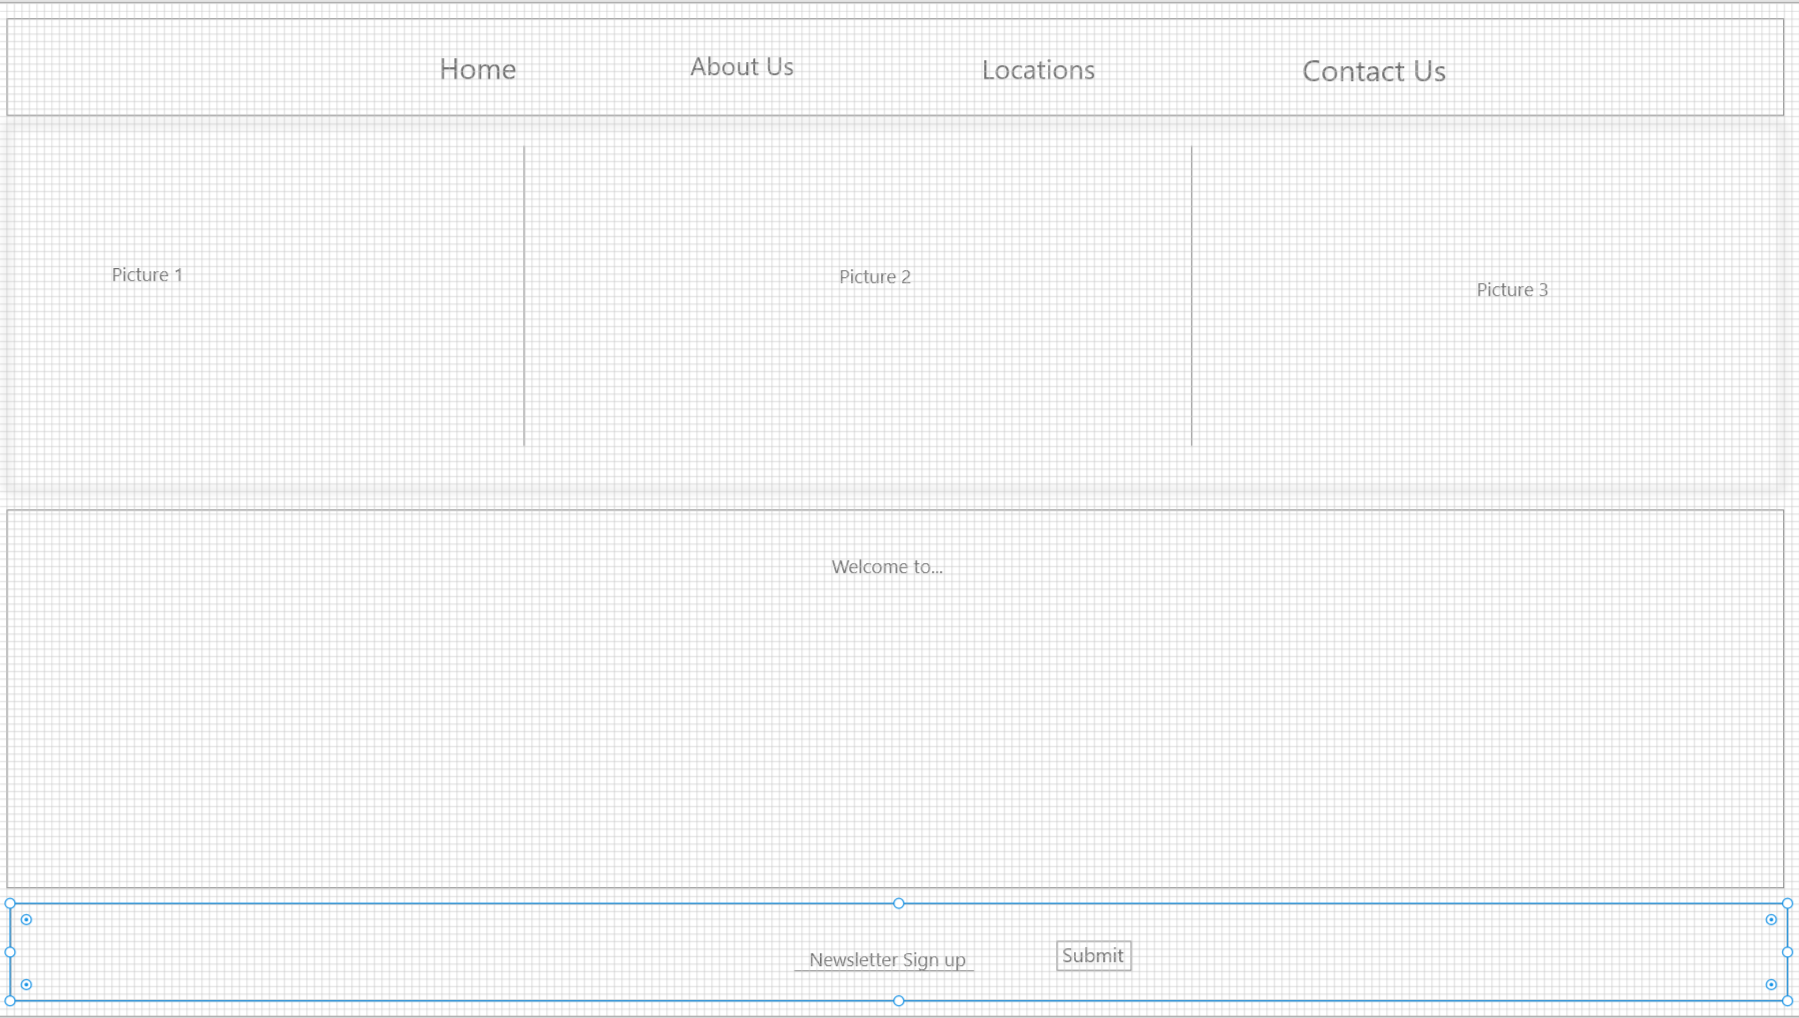 Home About Us Locations Contact Us
Picture 1 Picture 2 Picture 3
Welcome to...
Newsletter Sign up Submit